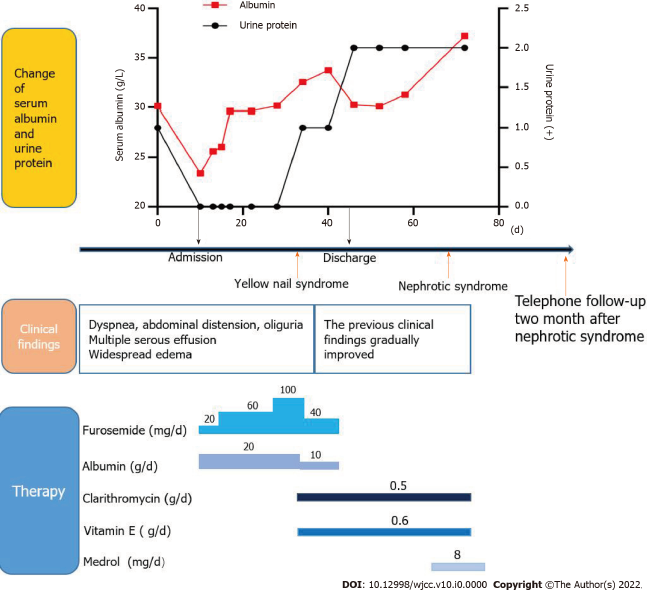 Albumin
Urine protein
Change
of
serum
albumin
and
urine
protein
Serum albumin (g/L)
40
35
30
25
20
2.5
2.0
1.5
1.0
0.5
0.0
Urine protein (+)
0 20 40 60 80 (d)
Admission
Discharge
Yellow nail syndrome
Nephrotic syndrome
Telephone follow-up
two month after
nephrotic syndrome
Clinical
findings
Dyspnea, abdominal distension, oliguria
Multiple serous effusion
Widespread edema
The previous clinical
findings gradually
improved
Therapy
Furosemide (mg/d)
20 60 100 40
Albumin (g/d)
20 10
Clarithromycin (g/d)
0.5
Vitamin E ( g/d)
0.6
Medrol (mg/d)
8
DOI: 10.12998/wjcc.v10.i0.0000 Copyright ©The Author(s) 2022.